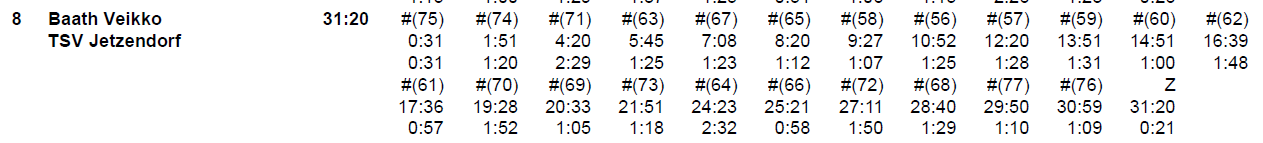 8 Baath Veikko 31:20 #(75) #(74) #(71) #(63) #(67) #(65) #(58) #(56) #(57) #(59) #(60) #(62)
TSV Jetzendorf 0:31 1:51 4:20 5:45 7:08 8:20 9:27 10:52 12:20 13:51 14:51 16:39
0:31 1:20 2:29 1:25 1:23 1:12 1:07 1:25 1:28 1:31 1:00 1:48
#(61) #(70) #(69) #(73) #(64) #(66) #(72) #(68) #(77) #(76) Z
17:36 19:28 20:33 21:51 24:23 25:21 27:11 28:40 29:50 30:59 31:20
0:57 1:52 1:05 1:18 2:32 0:58 1:50 1:29 1:10 1:09 0:21